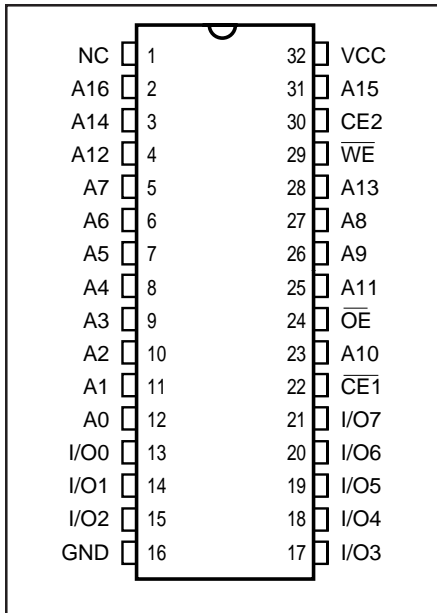 NC 1 32 VCC
A16 2 31 A15
A14 3 30 CE2
A12 4 29 W̅E̅
A7 5 28 A13
A6 6 27 A8
A5 7 26 A9
A4 8 25 A11
A3 9 24 O̅E̅
A2 10 23 A10
A1 11 22 C̅E̅1
A0 12 21 I/O7
I/O0 13 20 I/O6
I/O1 14 19 I/O5
I/O2 15 18 I/O4
GND 16 17 I/O3